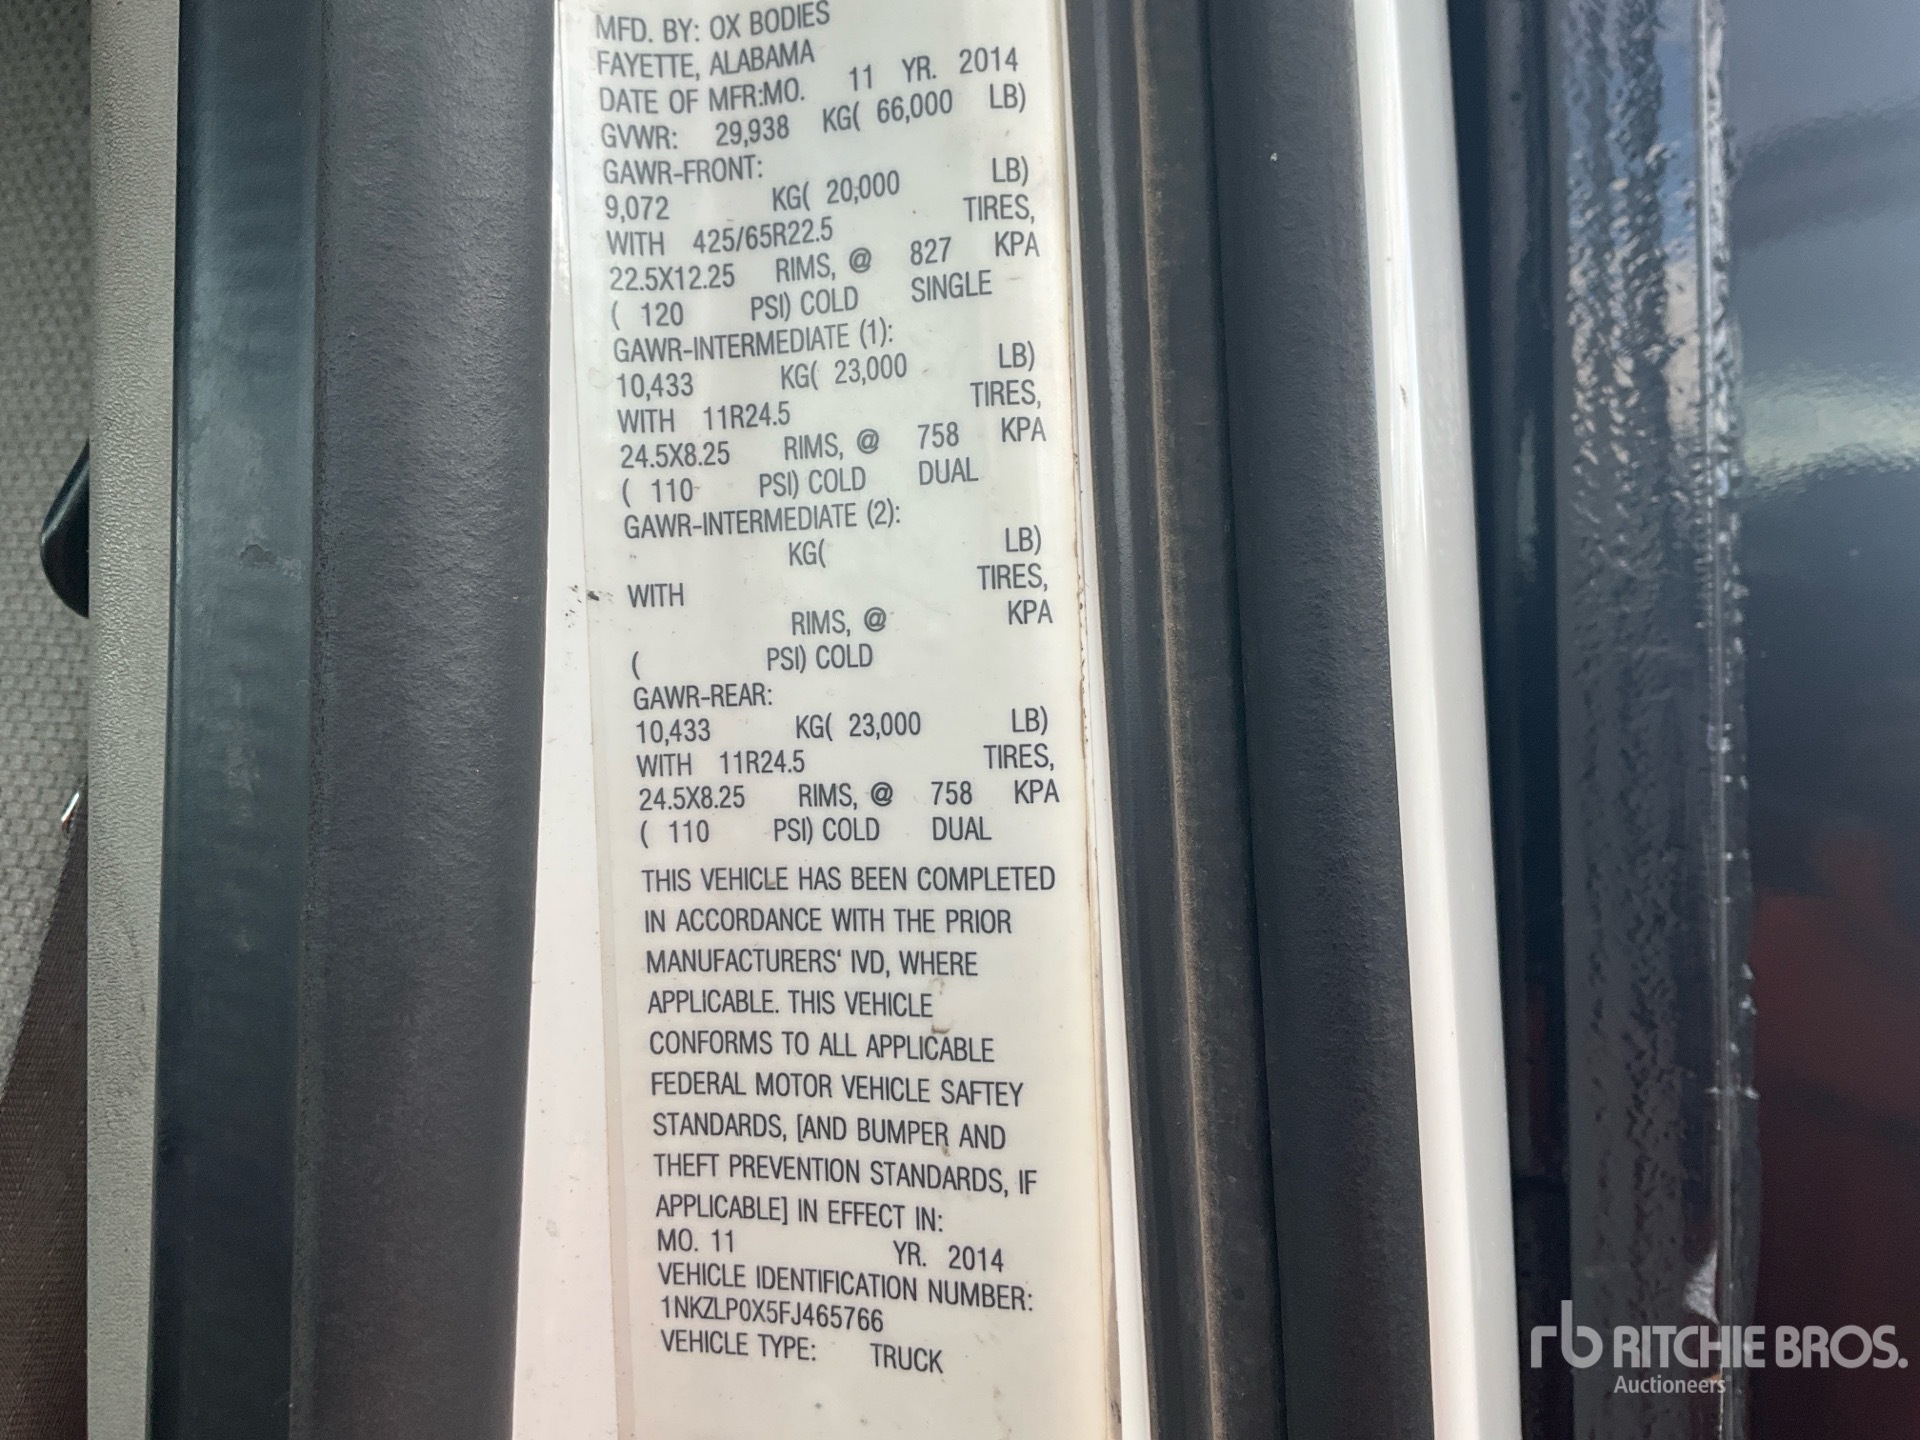 MFD. BY: OX BODIES
FAYETTE, ALABAMA
DATE OF MFR:MO. 11 YR. 2014
GVWR: 29,938 KG( 66,000 LB)
GAWR-FRONT:
9,072 KG( 20,000 LB)
WITH 425/65R22.5 TIRES,
22.5X12.25 RIMS, @ 827 KPA
( 120 PSI) COLD SINGLE
GAWR-INTERMEDIATE (1):
10,433 KG( 23,000 LB)
WITH 11R24.5 TIRES,
24.5X8.25 RIMS, @ 758 KPA
( 110 PSI) COLD DUAL
GAWR-INTERMEDIATE (2):
KG( LB)
WITH TIRES,
RIMS, @ KPA
( PSI) COLD
GAWR-REAR:
10,433 KG( 23,000 LB)
WITH 11R24.5 TIRES,
24.5X8.25 RIMS, @ 758 KPA
( 110 PSI) COLD DUAL
THIS VEHICLE HAS BEEN COMPLETED
IN ACCORDANCE WITH THE PRIOR
MANUFACTURERS' IVD, WHERE
APPLICABLE. THIS VEHICLE
CONFORMS TO ALL APPLICABLE
FEDERAL MOTOR VEHICLE SAFTEY
STANDARDS, [AND BUMPER AND
THEFT PREVENTION STANDARDS, IF
APPLICABLE] IN EFFECT IN:
MO. 11 YR. 2014
VEHICLE IDENTIFICATION NUMBER:
1NKZLP0X5FJ465766
VEHICLE TYPE: TRUCK
rb RITCHIE BROS.
Auctioneers